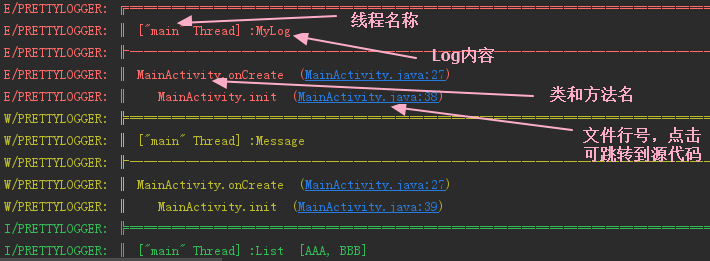 E/PRETTYLOGGER: ╔════════════════════════════
E/PRETTYLOGGER: ║ ["main" Thread] :MyLog
线程名称
E/PRETTYLOGGER: ╟────────────────────────────
Log内容
E/PRETTYLOGGER: ║ MainActivity.onCreate (MainActivity.java:27)
E/PRETTYLOGGER: ║ MainActivity.init (MainActivity.java:38)
类和方法名
W/PRETTYLOGGER: ╠════════════════════════════
W/PRETTYLOGGER: ║ ["main" Thread] :Message
文件行号，点击
可跳转到源代码
W/PRETTYLOGGER: ╟────────────────────────────
W/PRETTYLOGGER: ║ MainActivity.onCreate (MainActivity.java:27)
W/PRETTYLOGGER: ║ MainActivity.init (MainActivity.java:39)
I/PRETTYLOGGER: ╠════════════════════════════
I/PRETTYLOGGER: ║ ["main" Thread] :List [AAA, BBB]